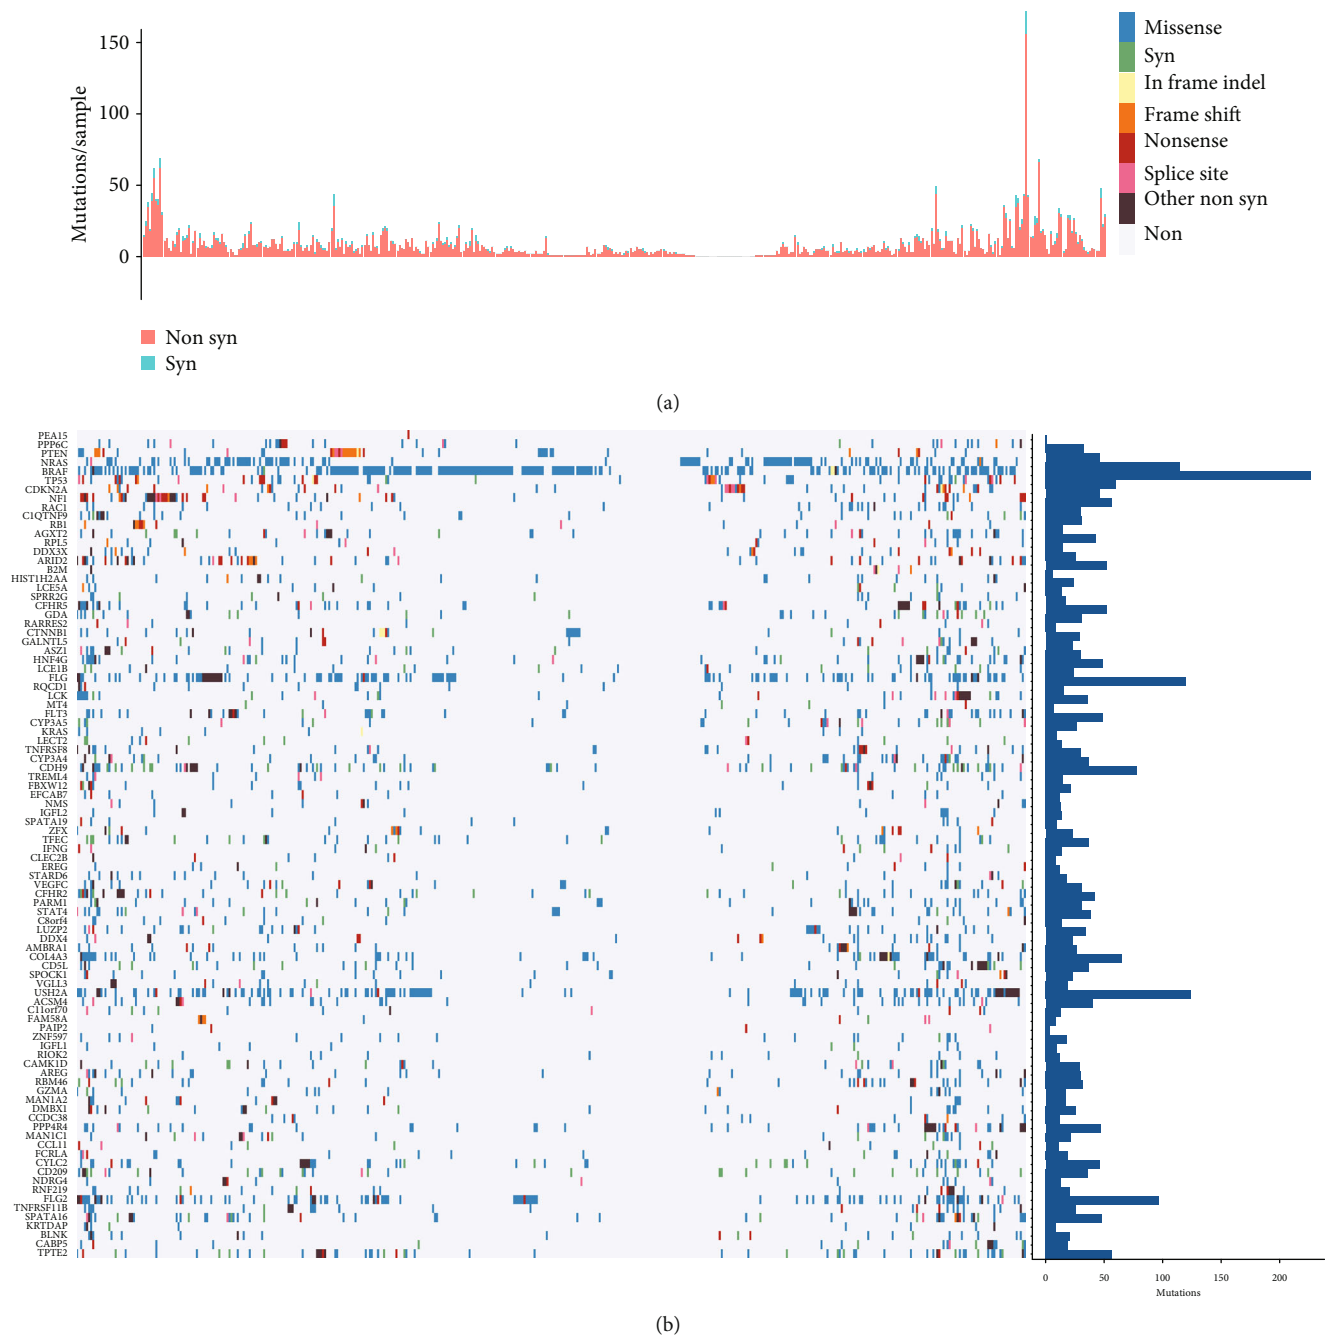 150
100
50
0
Mutations/sample
Missense
Syn
In frame indel
Frame shift
Nonsense
Splice site
Other non syn
Non
Non syn
Syn
(a)
PEA15
PPP6C
PTEN
NRAS
BRAF
TP53
CDKN2A
NF1
RAC1
C1QTNF9
RB1
AGXT2
RPL5
DDX3X
ARID2
B2M
HIST1H2AA
LCE5A
SPRR2G
CFHR5
GDA
RARRES2
CTNNB1
GALNTL5
ASZ1
HNF4G
LCE1B
FLG
RQCD1
LCK
MT4
FLT3
CYP3A5
KRAS
LECT2
TNFRSF8
CYP3A4
CDH9
TREML4
FBXW12
EFCAB7
NMS
IGFL2
SPATA19
ZFX
TFEC
IFNG
CLEC2B
EREG
STARD6
VEGFC
CFHR2
PARM1
STAT4
C8orf4
LUZP2
DDX4
AMBRA1
COL4A3
CD5L
SPOCK1
VGLL3
USH2A
ACSM4
C11orf70
FAM58A
PAIP2
ZNF597
IGFL1
RIOK2
CAMK1D
AREG
RBM46
GZMA
MAN1A2
DMBX1
CCDC38
PPP4R4
MAN1C1
CCL11
FCRLA
CYLC2
CD209
NDRG4
RNF219
FLG2
TNFRSF11B
SPATA16
KRTDAP
BLNK
CABP5
TPTE2
0 50 100 150 200
Mutations
(b)